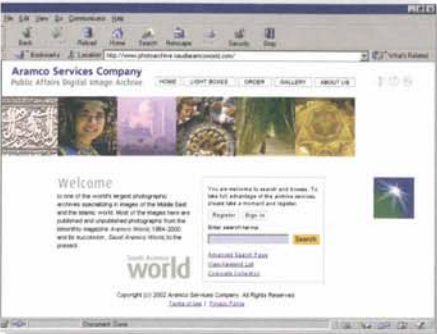 File Edit View Go Communicator Help
Back Reload Home Search Netscape Security Stop
Bookmarks Location http://www.photoarchive.saudiaramcoworld.com/ What's Related
Aramco Services Company
Public Affairs Digital Image Archive
HOME LIGHT BOXES ORDER GALLERY ABOUT US
Welcome
to one of the world's largest photographic
archives specializing in images of the Middle East
and the Islamic world. Most of the images here are
published and unpublished photographs from the
bimonthly magazine Aramco World, 1964-2000
and its successor, Saudi Aramco World, to the
present.
Saudi Aramco
world
You are welcome to search and browse. To
take full advantage of the archive services
please take a moment and register.
Register Sign in
Enter search terms:
Search
Advanced Search Page
View Keyword List
Complete Collection
Copyright (c) 2002 Aramco Services Company. All Rights Reserved.
Terms of Use | Privacy Policy
Document: Done